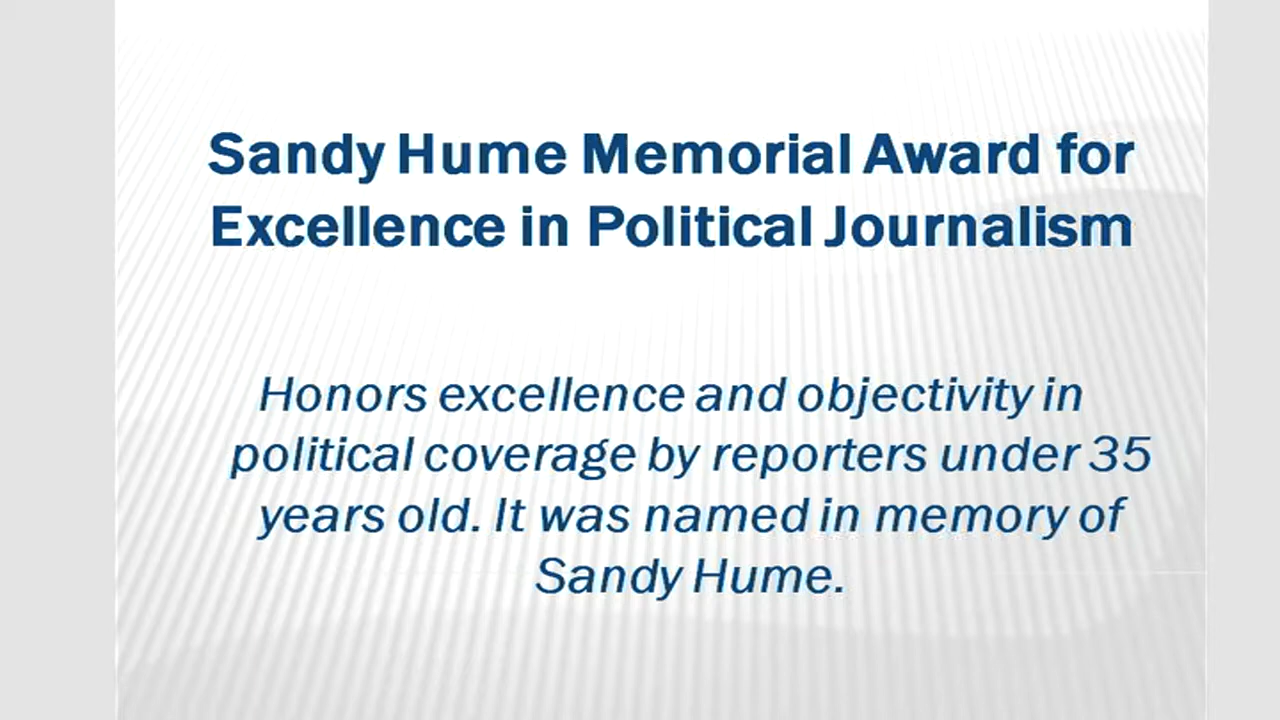 Sandy Hume Memorial Award for
Excellence in Political Journalism
Honors excellence and objectivity in
political coverage by reporters under 35
years old. It was named in memory of
Sandy Hume.